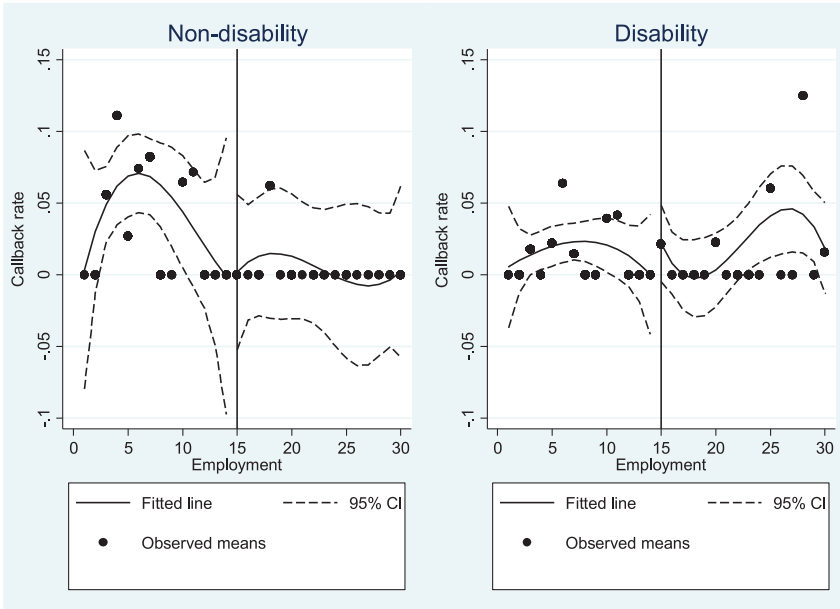 Non-disability
.15
.1
.05
0
-.05
-.1
Callback rate
0 5 10 15 20 25 30
Employment
Fitted line 95% CI
Observed means
Disability
.15
.1
.05
0
-.05
-.1
Callback rate
0 5 10 15 20 25 30
Employment
Fitted line 95% CI
Observed means